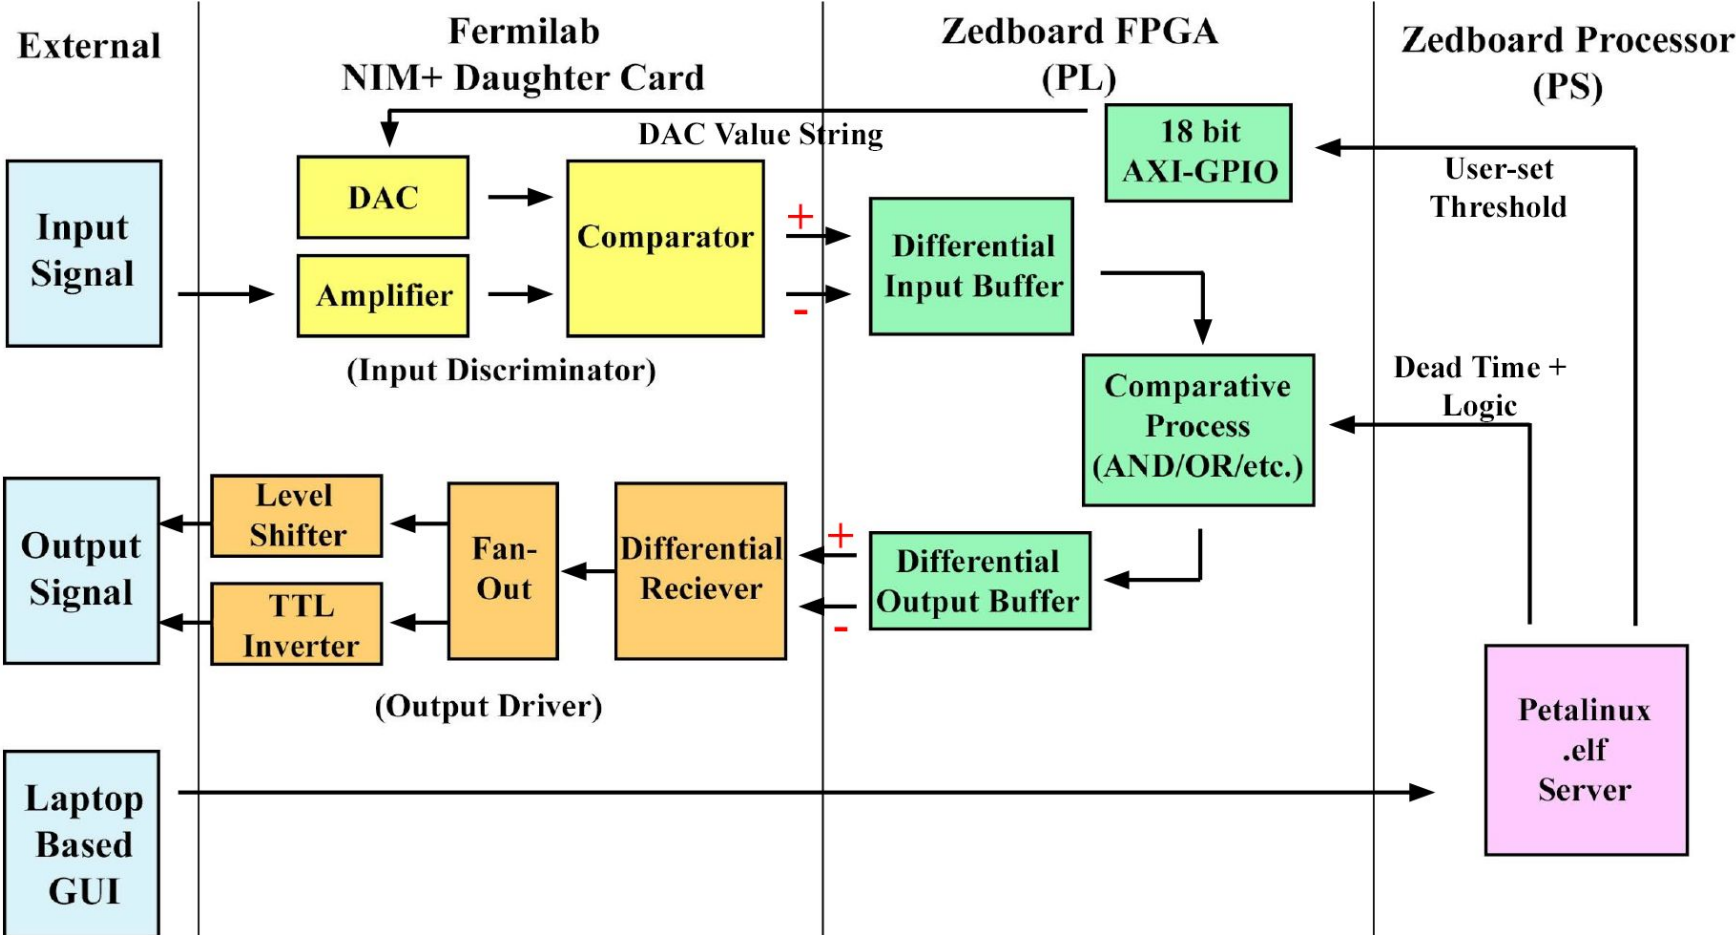 External
Fermilab
NIM+ Daughter Card
Zedboard FPGA
(PL)
Zedboard Processor
(PS)
DAC Value String
18 bit
AXI-GPIO
User-set
Threshold
Input
Signal
DAC
Amplifier
Comparator
+
-
Differential
Input Buffer
(Input Discriminator)
Comparative
Process
(AND/OR/etc.)
Dead Time +
Logic
Output
Signal
Level
Shifter
TTL
Inverter
Fan-
Out
Differential
Reciever
+
-
Differential
Output Buffer
(Output Driver)
Petalinux
.elf
Server
Laptop
Based
GUI